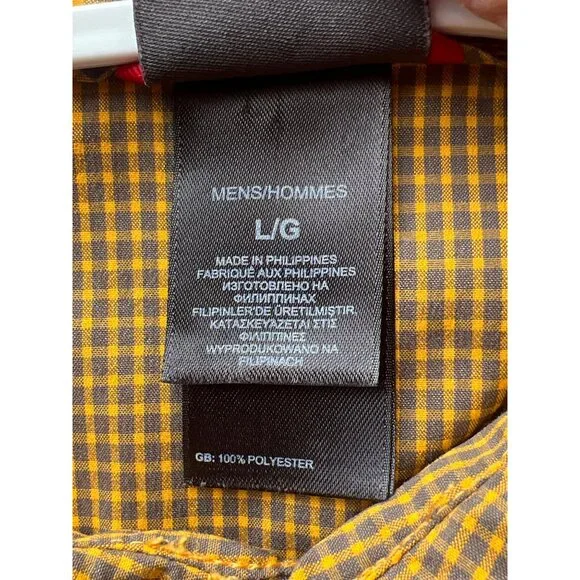 MENS/HOMMES
L/G
MADE IN PHILIPPINES
FABRIQUÉ AUX PHILIPPINES
ИЗГОТОВЛЕНО НА
ФИЛИППИНАХ
FILIPINLER'DE ÜRETILMIŞTIR.
ΚΑΤΑΣΚΕΥΑΖΕΤΑΙ ΣΤΙΣ
ΦΙΛΙΠΠΙΝΕΣ
WYPRODUKOWANO NA
FILIPINACH
GB: 100% POLYESTER